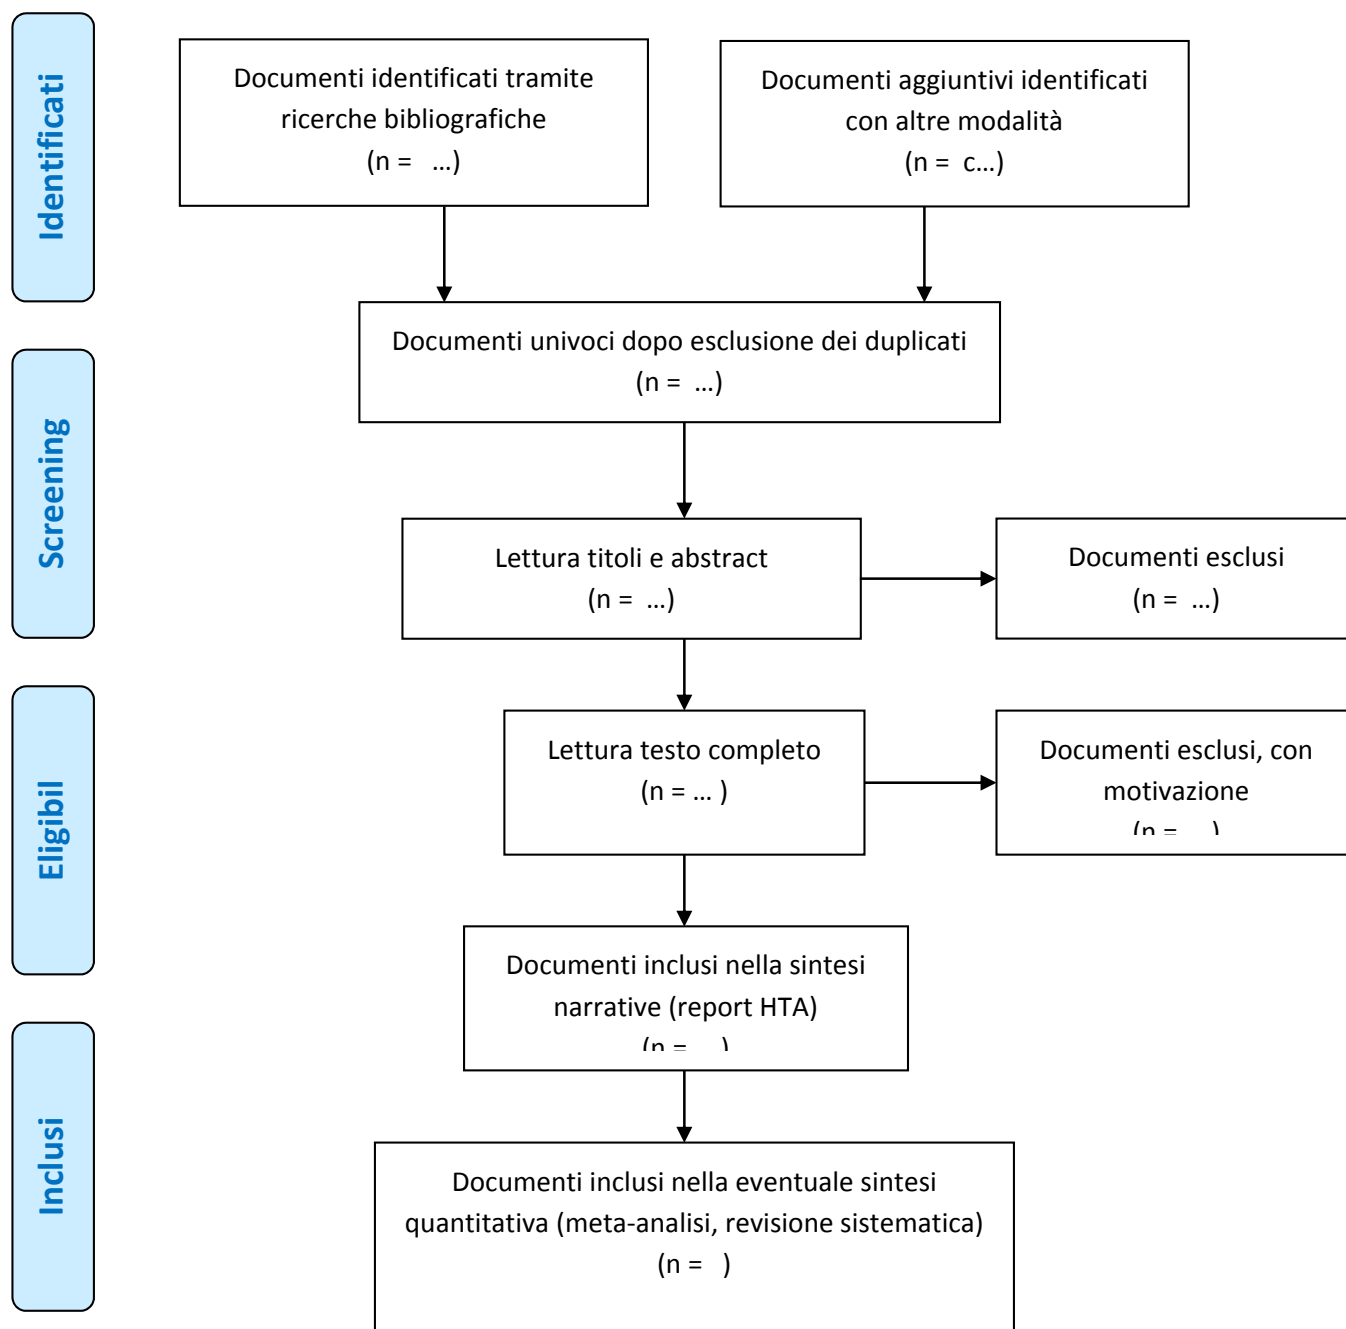 Identificati
Documenti identificati tramite
ricerche bibliografiche
(n = …)
Documenti aggiuntivi identificati
con altre modalità
(n = c…)
Documenti univoci dopo esclusione dei duplicati
(n = …)
Screening
Lettura titoli e abstract
(n = …)
Documenti esclusi
(n = …)
Eligibil
Lettura testo completo
(n = … )
Documenti esclusi, con
motivazione
(n = …)
Documenti inclusi nella sintesi
narrative (report HTA)
(n = …)
Inclusi
Documenti inclusi nella eventuale sintesi
quantitativa (meta-analisi, revisione sistematica)
(n = )